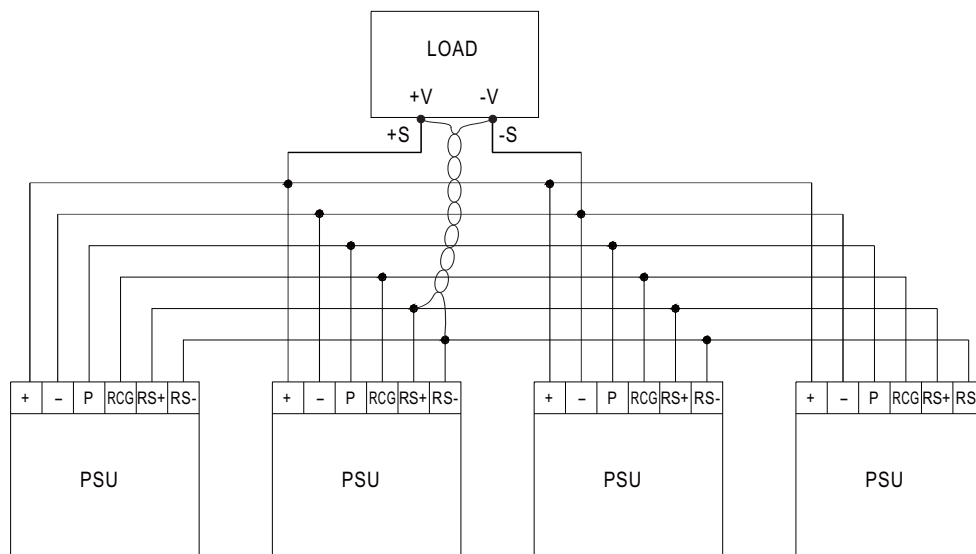 LOAD
+V -V
+S -S
+ – P RCG RS+ RS-
+ – P RCG RS+ RS-
+ – P RCG RS+ RS-
+ – P RCG RS+ RS
PSU
PSU
PSU
PSU